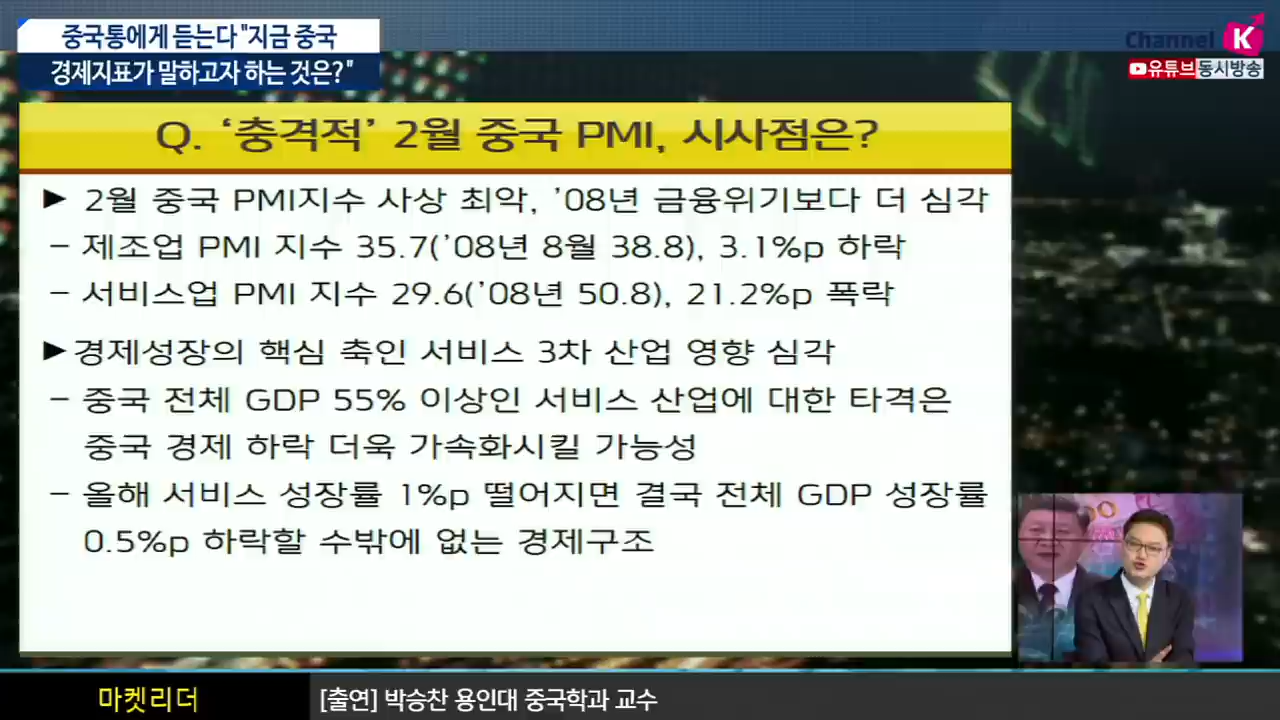 중국통에게 듣는다 "지금 중국
경제지표가 말하고자 하는 것은?"
Channel K
유튜브 동시방송
Q. ‘충격적’ 2월 중국 PMI, 시사점은?
▶ 2월 중국 PMI지수 사상 최악, ’08년 금융위기보다 더 심각
– 제조업 PMI 지수 35.7(’08년 8월 38.8), 3.1%p 하락
– 서비스업 PMI 지수 29.6(’08년 50.8), 21.2%p 폭락
▶경제성장의 핵심 축인 서비스 3차 산업 영향 심각
– 중국 전체 GDP 55% 이상인 서비스 산업에 대한 타격은
중국 경제 하락 더욱 가속화시킬 가능성
– 올해 서비스 성장률 1%p 떨어지면 결국 전체 GDP 성장률
0.5%p 하락할 수밖에 없는 경제구조
마켓리더
[출연] 박승찬 용인대 중국학과 교수